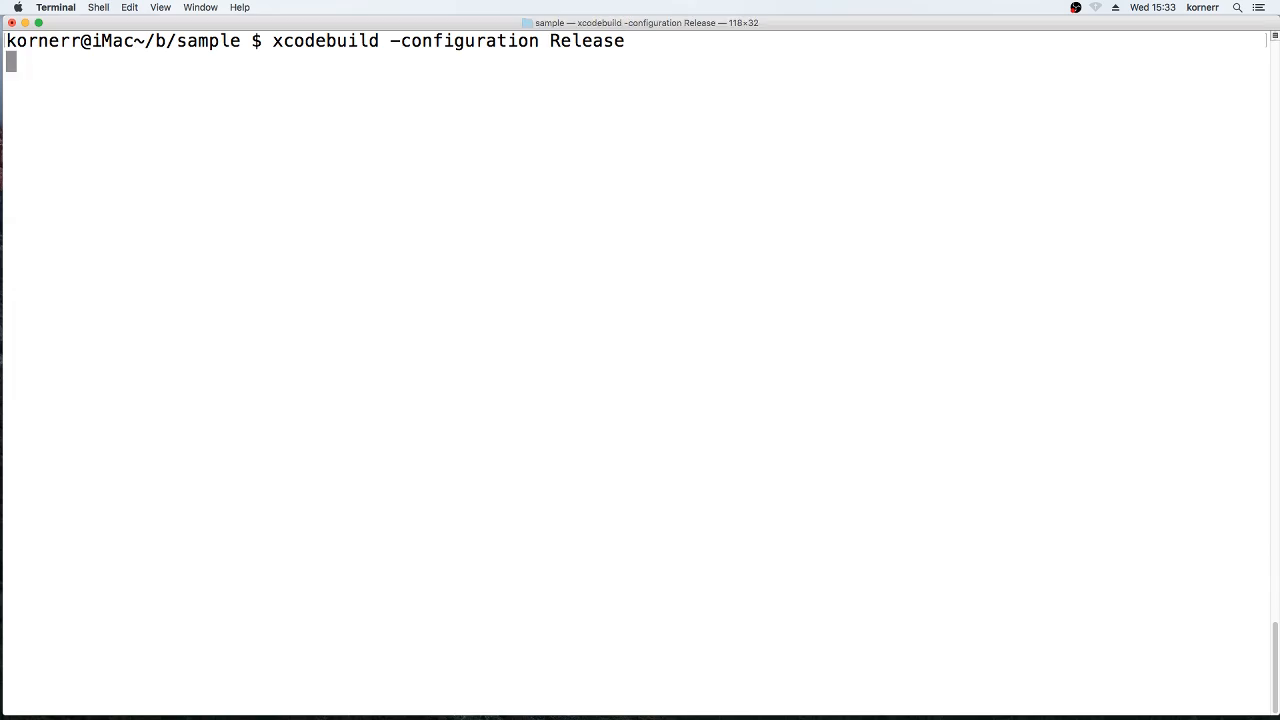 Terminal Shell Edit View Window Help Wed 15:33 kornerr
sample — xcodebuild -configuration Release — 118×32
kornerr@iMac~/b/sample $ xcodebuild -configuration Release